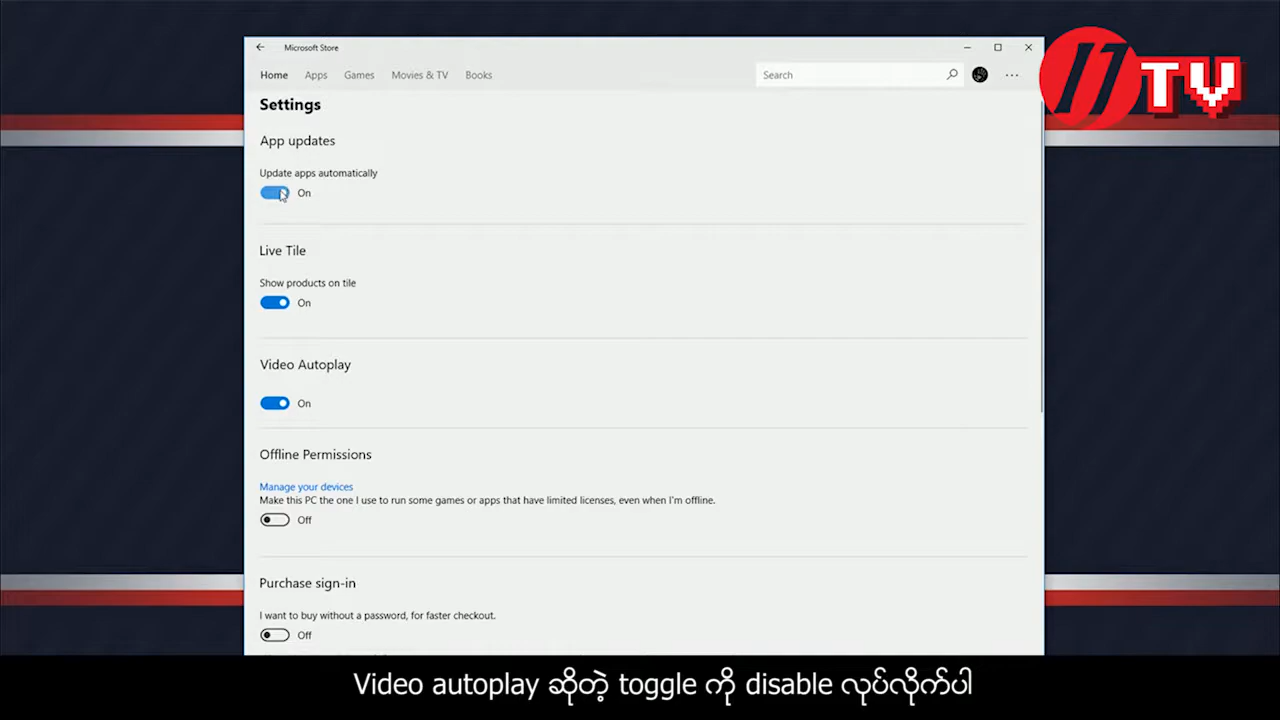 Microsoft Store
Home Apps Games Movies & TV Books Search
11 TV
Settings
App updates
Update apps automatically
On
Live Tile
Show products on tile
On
Video Autoplay
On
Offline Permissions
Manage your devices
Make this PC the one I use to run some games or apps that have limited licenses, even when I'm offline.
Off
Purchase sign-in
I want to buy without a password, for faster checkout.
Off
Video autoplay ဆိုတဲ့ toggle ကို disable လုပ်လိုက်ပါ